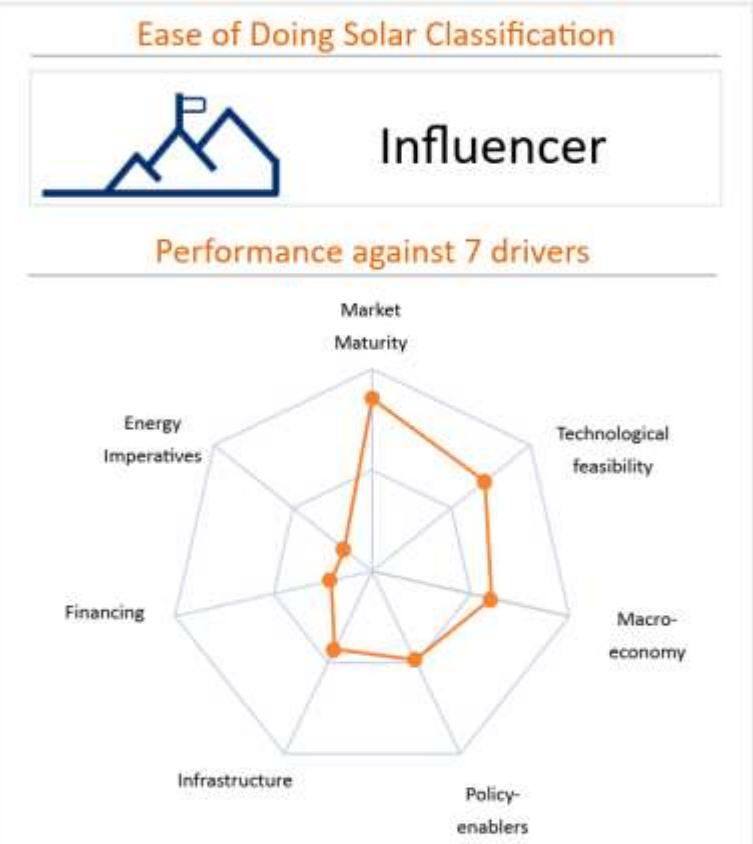 Ease of Doing Solar Classification
Influencer
Performance against 7 drivers
Market
Maturity
Energy
Imperatives
Technological
feasibility
Financing
Macro-
economy
Infrastructure
Policy-
enablers